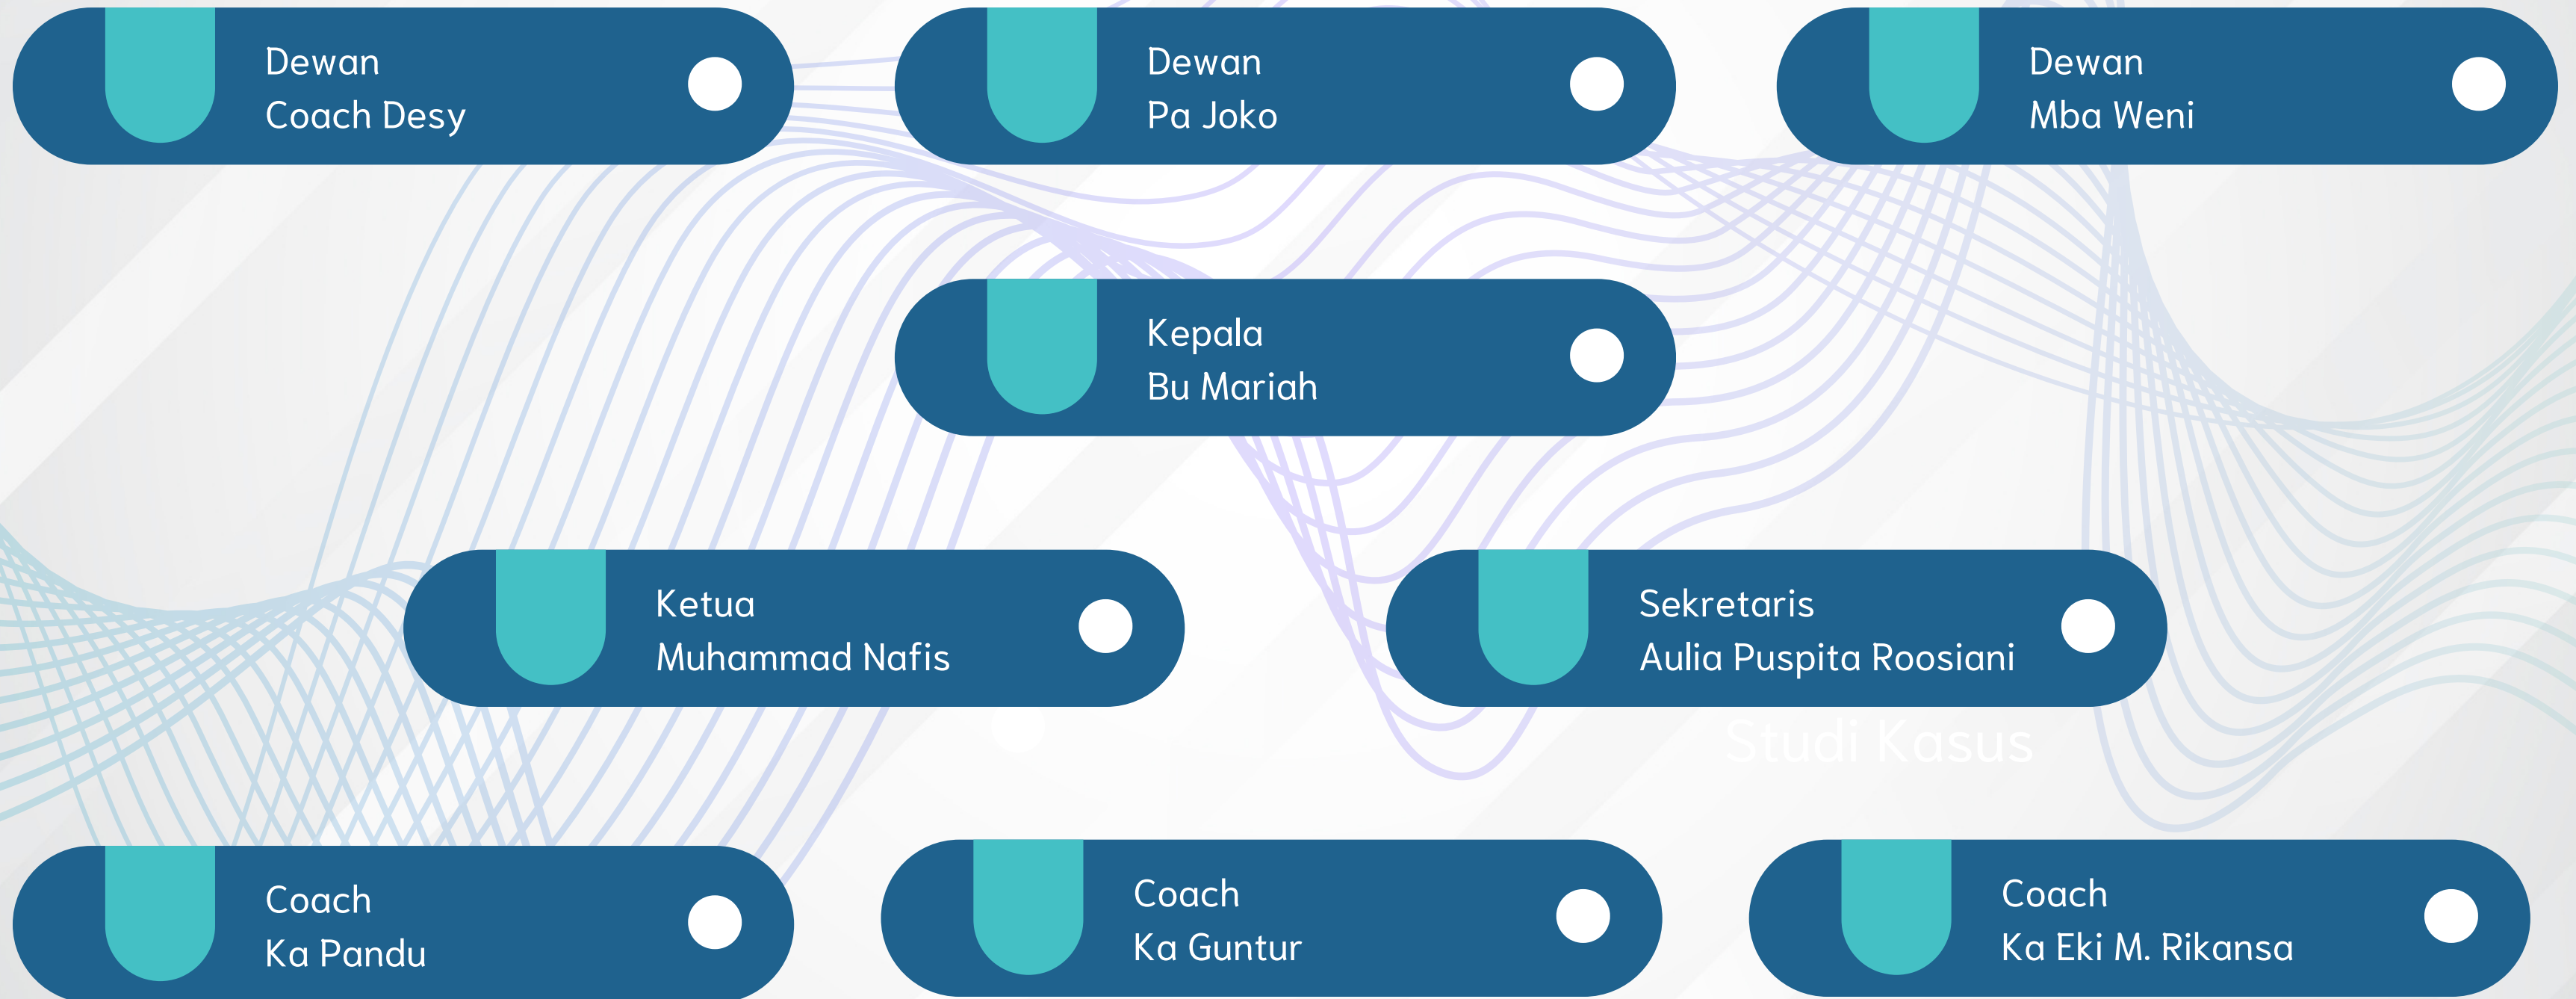 Dewan
Coach Desy
Dewan
Pa Joko
Dewan
Mba Weni
Kepala
Bu Mariah
Ketua
Muhammad Nafis
Sekretaris
Aulia Puspita Roosiani
Studi Kasus
Coach
Ka Pandu
Coach
Ka Guntur
Coach
Ka Eki M. Rikansa